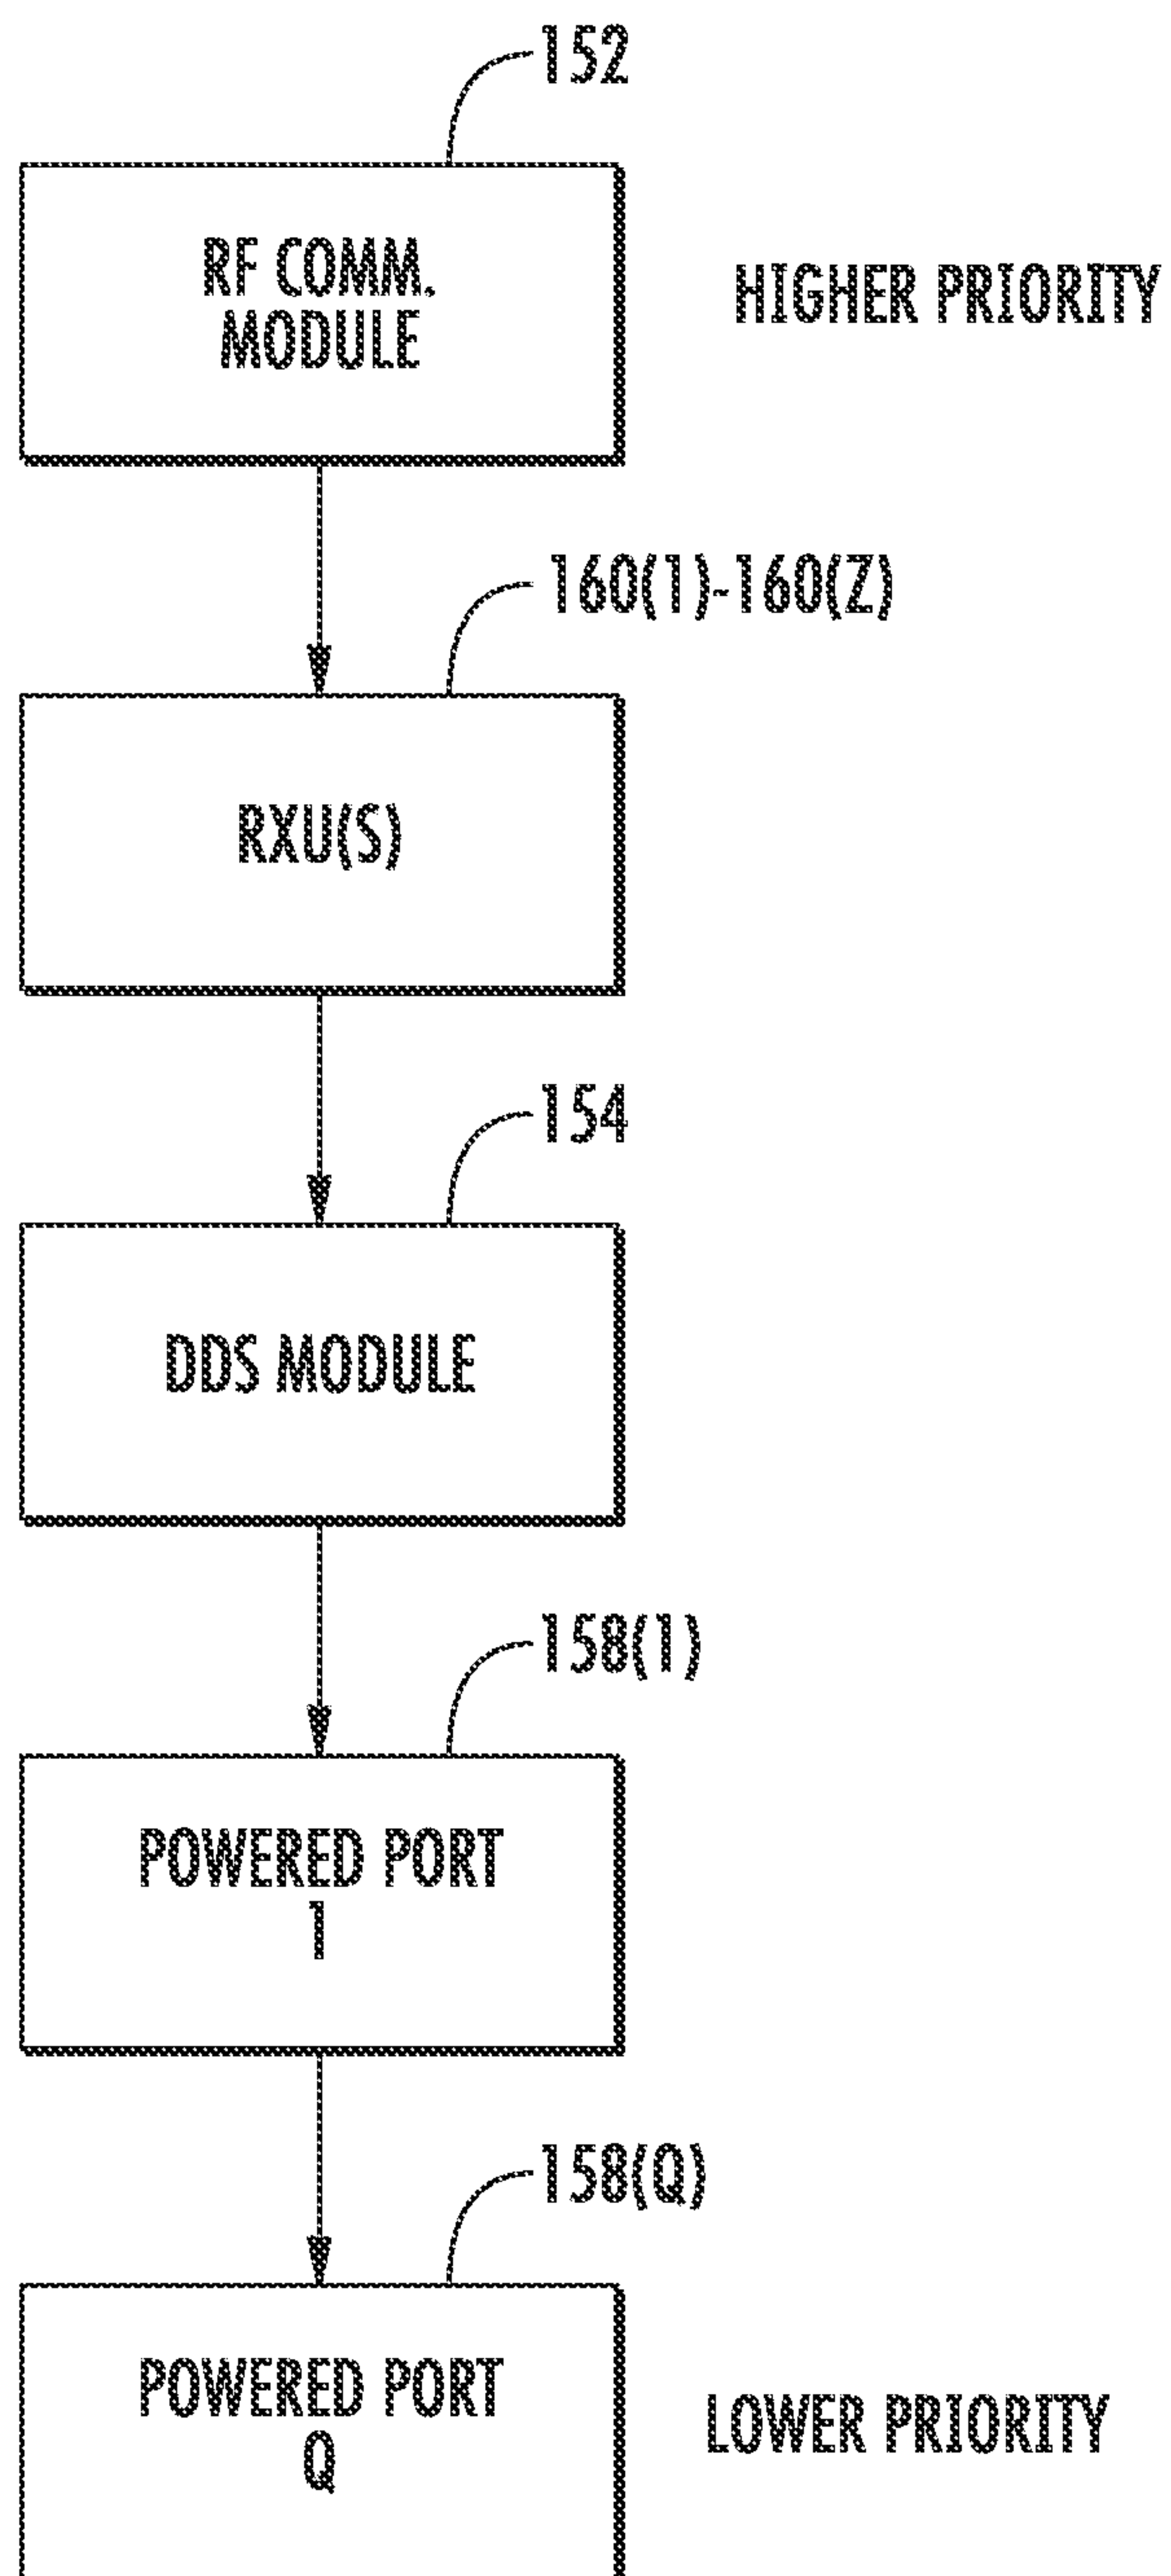 152
RF COMM.
MODULE
HIGHER PRIORITY
160(1)-160(Z)
RXU(S)
154
DDS MODULE
158(1)
POWERED PORT
1
158(Q)
POWERED PORT
Q
LOWER PRIORITY